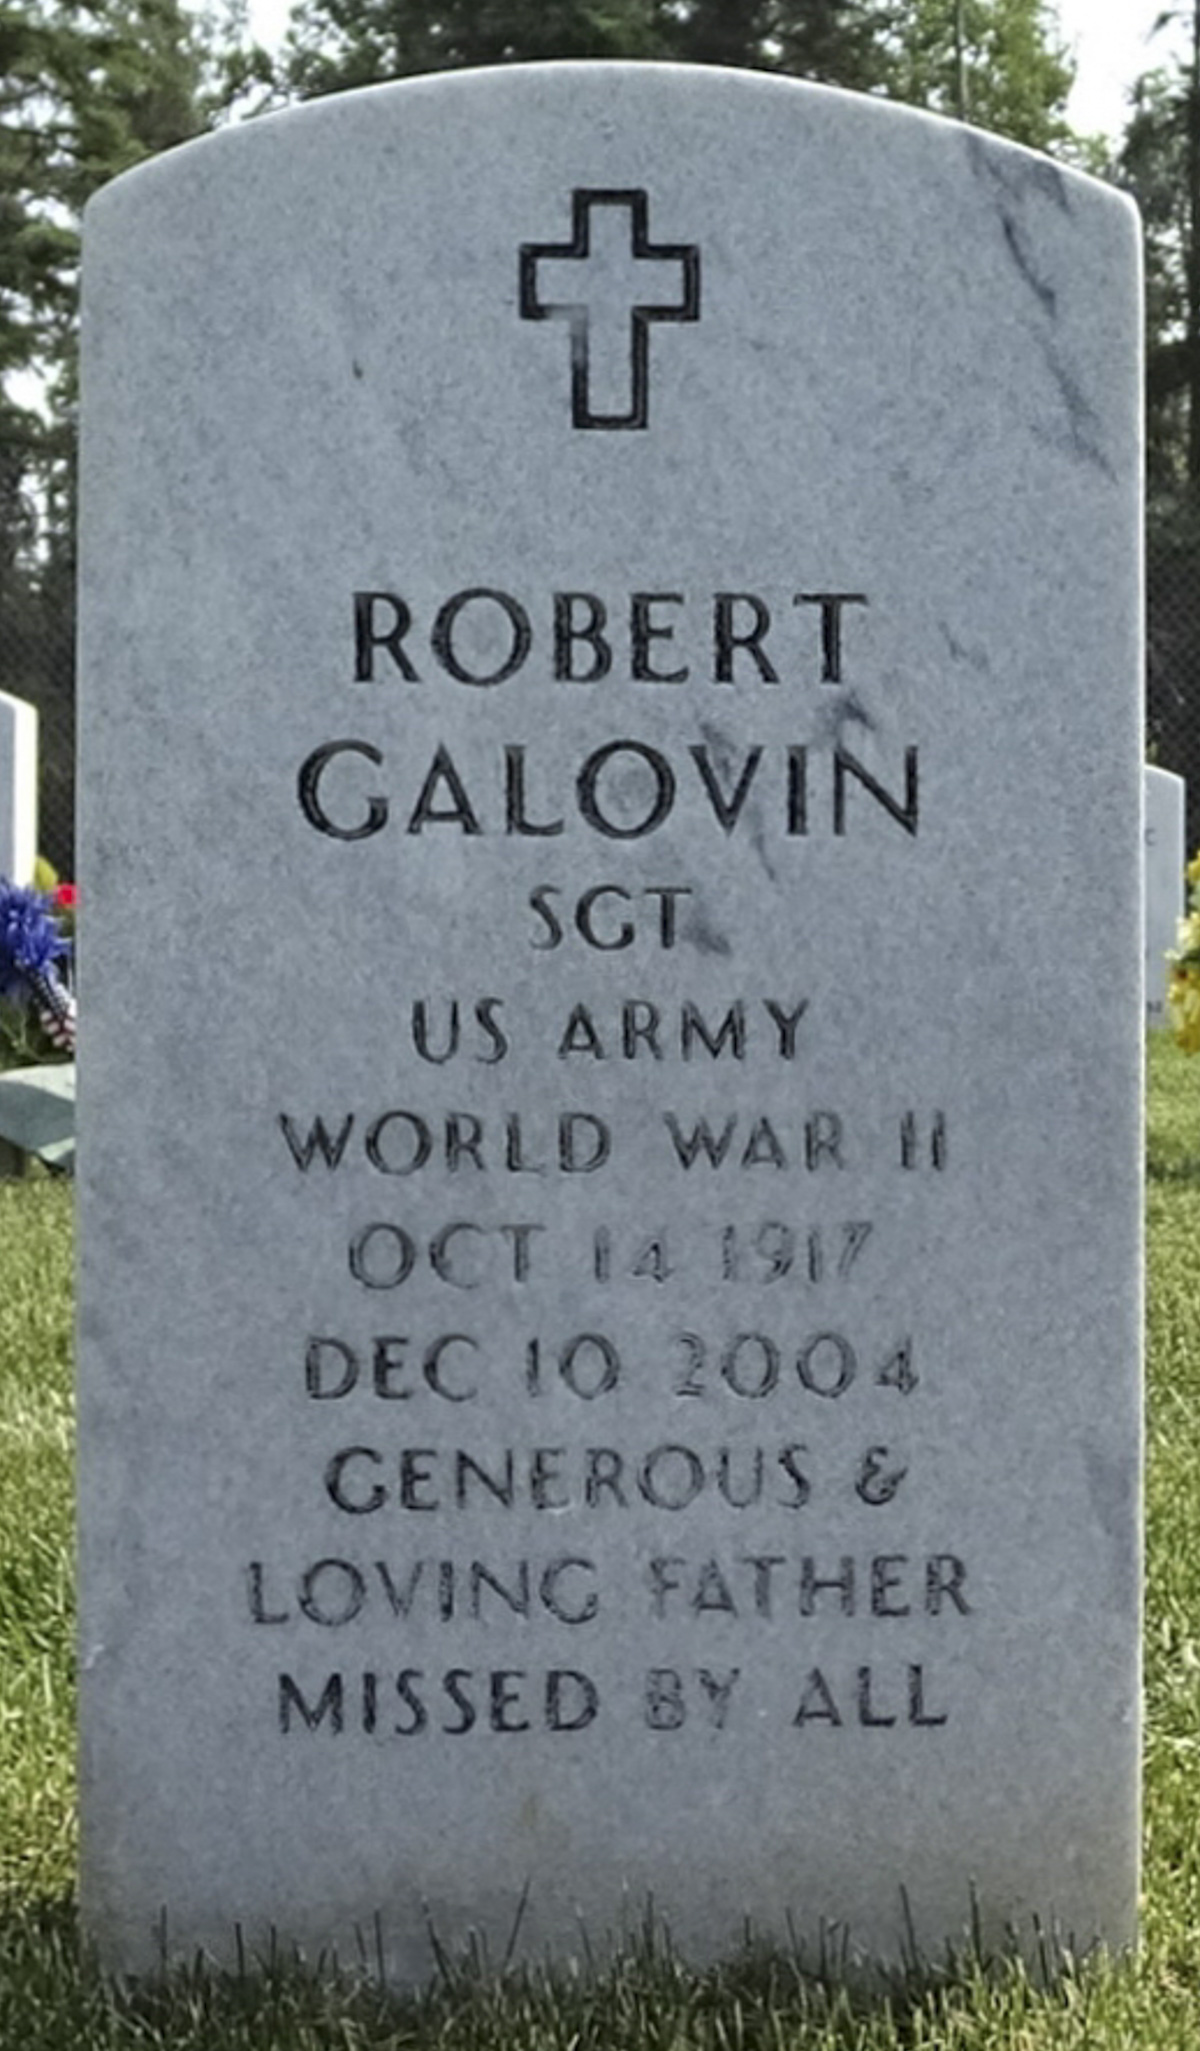 ROBERT
GALOVIN
SGT
US ARMY
WORLD WAR II
OCT 14 1917
DEC 10 2004
GENEROUS &
LOVING FATHER
MISSED BY ALL